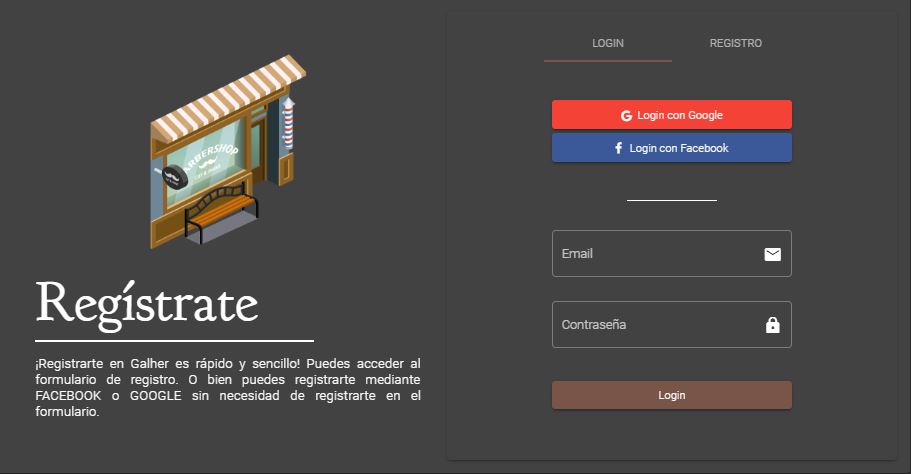 BARBERSHOP
Regístrate
¡Registrarte en Galher es rápido y sencillo! Puedes acceder al
formulario de registro. O bien puedes registrarte mediante
FACEBOOK o GOOGLE sin necesidad de registrarte en el
formulario.
LOGIN
REGISTRO
Login con Google
Login con Facebook
Email
Contraseña
Login